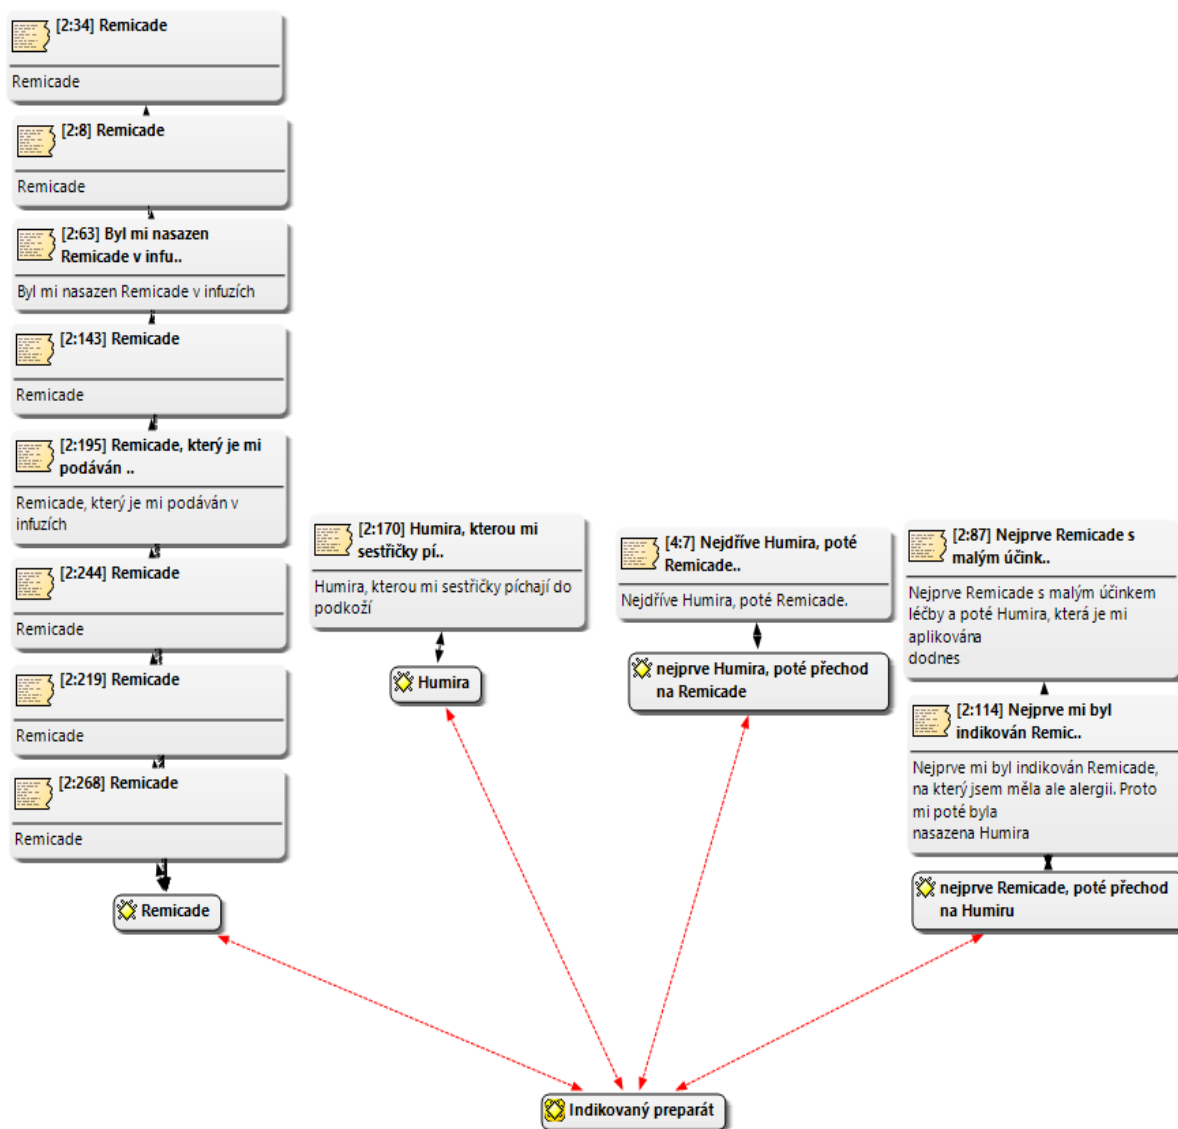 [2:34] Remicade
Remicade
[2:8] Remicade
Remicade
[2:63] Byl mi nasazen
Remicade v infu..
Byl mi nasazen Remicade v infuzích
[2:143] Remicade
Remicade
[2:195] Remicade, který je mi
podáván ..
Remicade, který je mi podáván v
infuzích
[2:244] Remicade
Remicade
[2:219] Remicade
Remicade
[2:268] Remicade
Remicade
Remicade
[2:170] Humira, kterou mi
sestřičky pí..
Humira, kterou mi sestřičky píchají do
podkoží
Humira
[4:7] Nejdříve Humira, poté
Remicade..
Nejdříve Humira, poté Remicade.
nejprve Humira, poté přechod
na Remicade
[2:87] Nejprve Remicade s
malým účink..
Nejprve Remicade s malým účinkem
léčby a poté Humira, která je mi
aplikována
dodnes
[2:114] Nejprve mi byl
indikován Remic..
Nejprve mi byl indikován Remicade,
na který jsem měla ale alergii. Proto
mi poté byla
nasazena Humira
nejprve Remicade, poté přechod
na Humiru
Indikovaný preparát